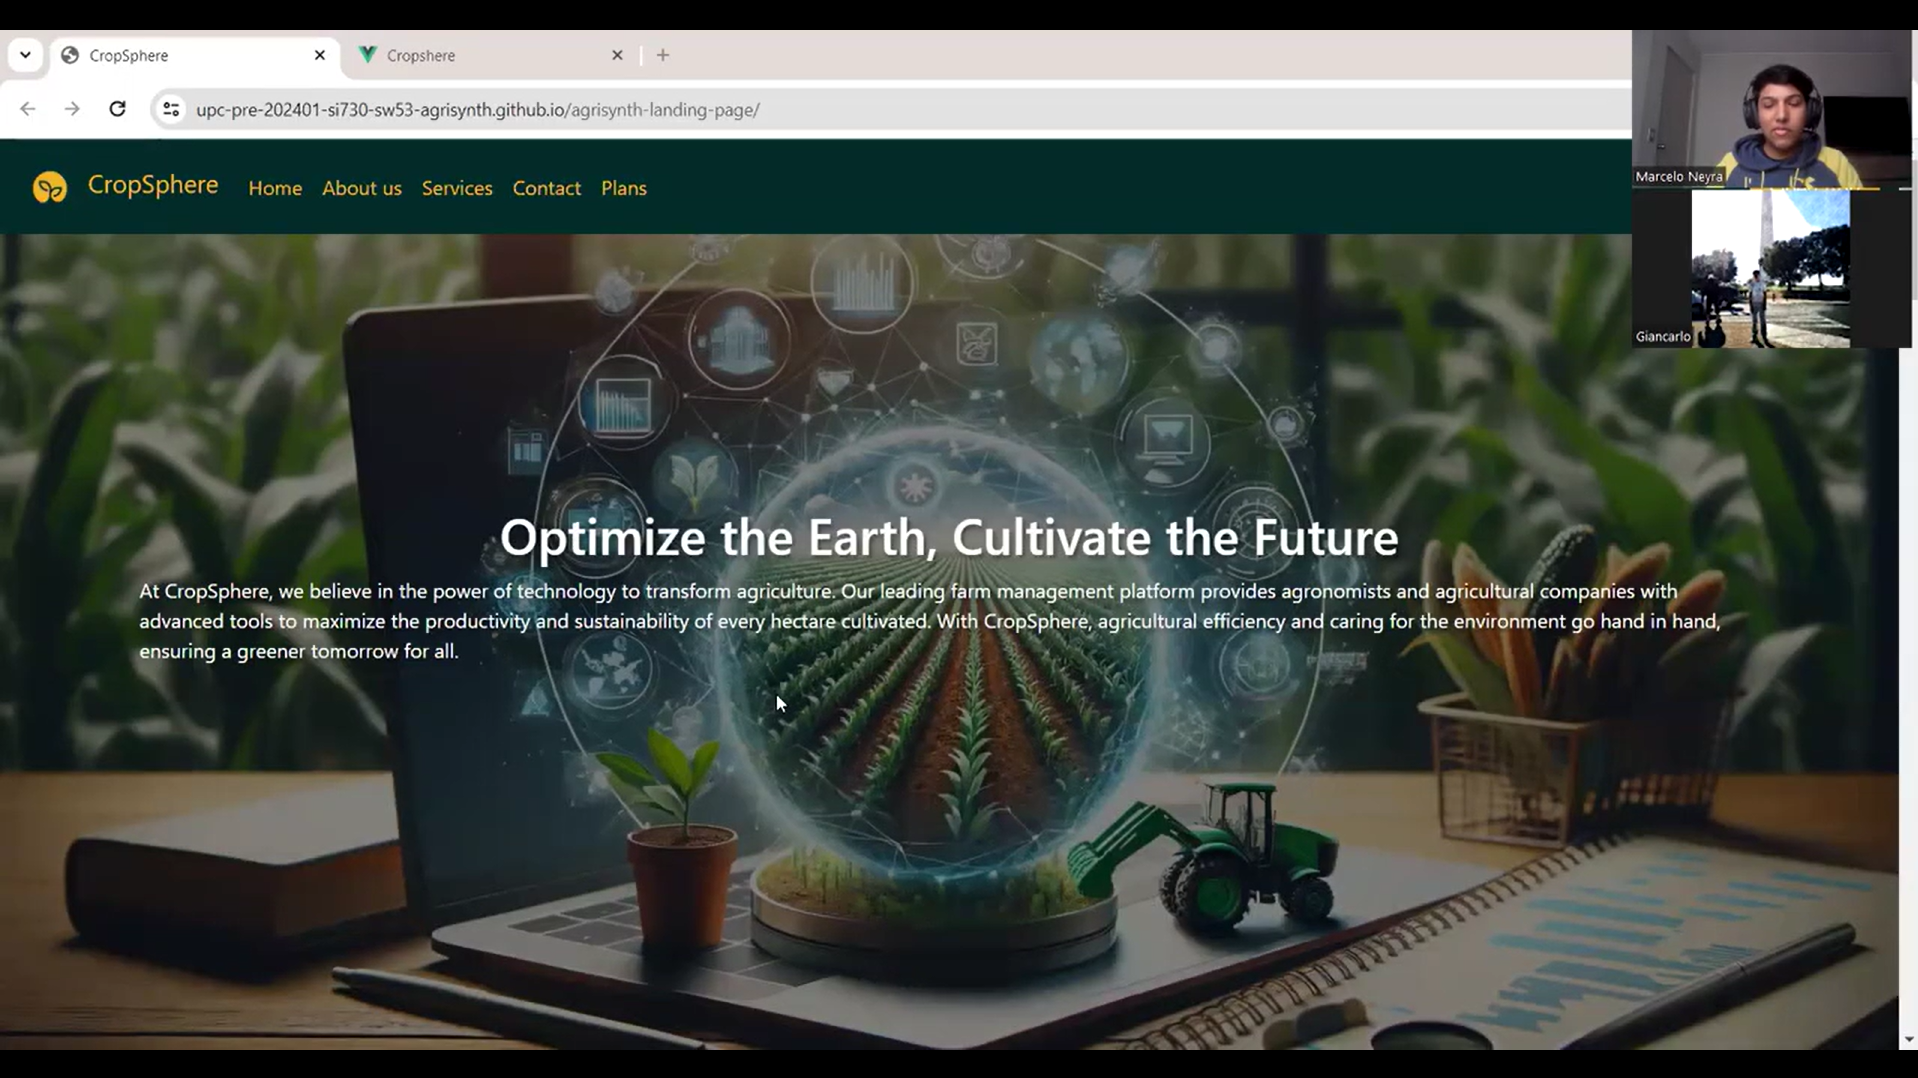 CropSphere
Cropshere
upc-pre-202401-si730-sw53-agrisynth.github.io/agrisynth-landing-page/
CropSphere Home About us Services Contact Plans
Marcelo Neyra
Giancarlo
Optimize the Earth, Cultivate the Future
At CropSphere, we believe in the power of technology to transform agriculture. Our leading farm management platform provides agronomists and agricultural companies with
advanced tools to maximize the productivity and sustainability of every hectare cultivated. With CropSphere, agricultural efficiency and caring for the environment go hand in hand,
ensuring a greener tomorrow for all.